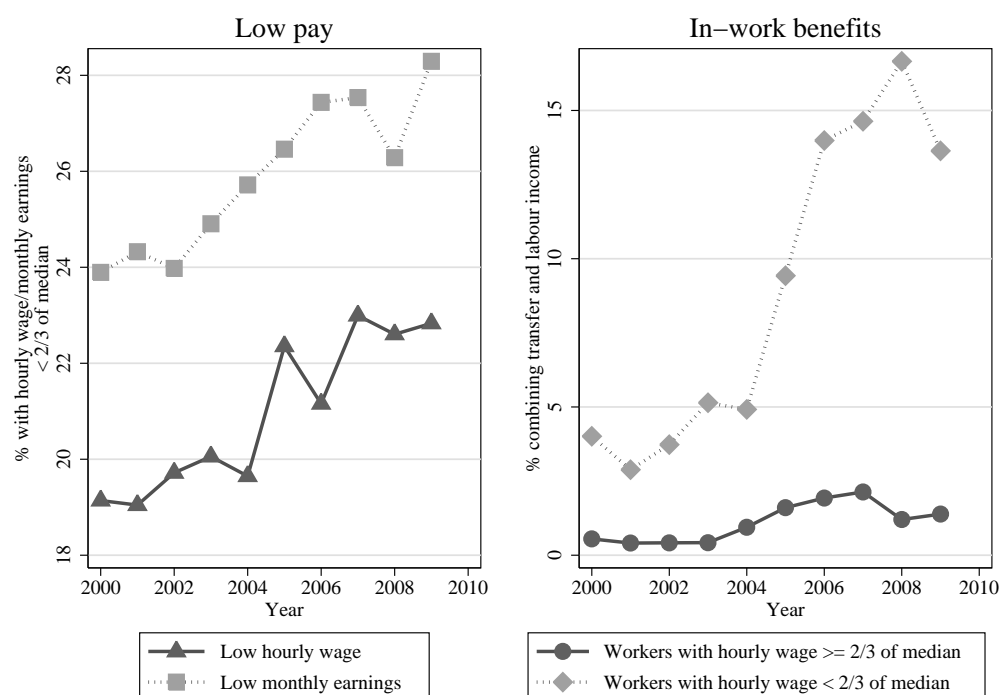 Low pay
% with hourly wage/monthly earnings
< 2/3 of median
28
26
24
22
20
18
2000 2002 2004 2006 2008 2010
Year
Low hourly wage
Low monthly earnings
In−work benefits
% combining transfer and labour income
15
10
5
0
2000 2002 2004 2006 2008 2010
Year
Workers with hourly wage >= 2/3 of median
Workers with hourly wage < 2/3 of median